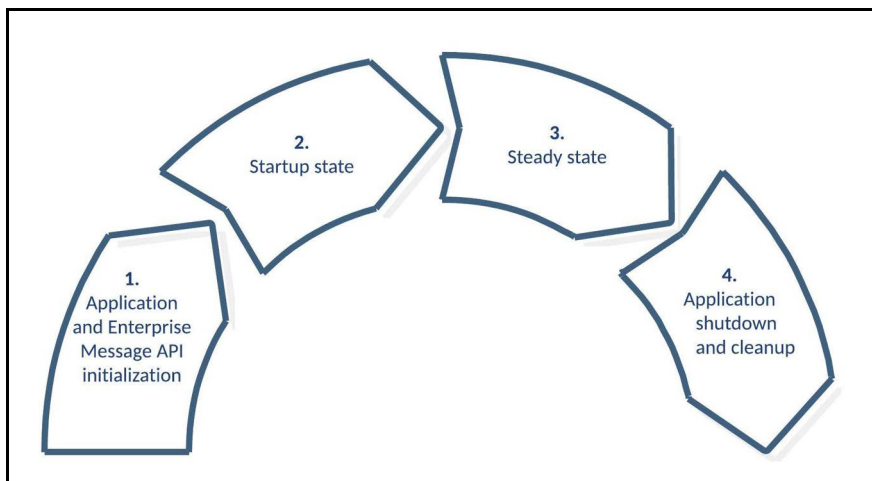 1.
Application
and Enterprise
Message API
initialization
2.
Startup state
3.
Steady state
4.
Application
shutdown
and cleanup